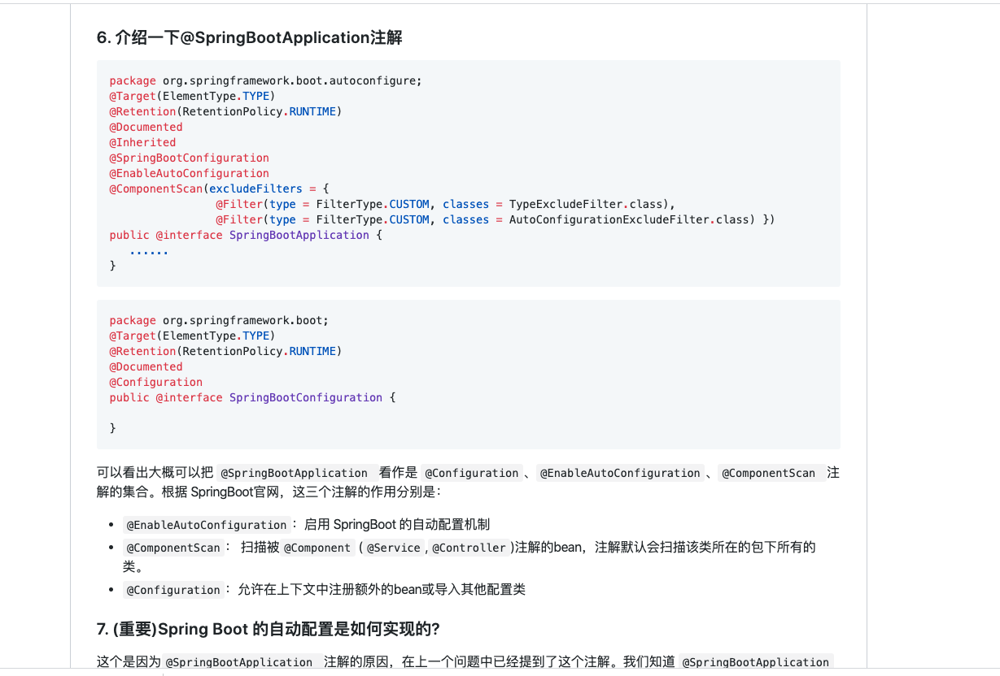 6. 介绍一下@SpringBootApplication注解
package org.springframework.boot.autoconfigure;
@Target(ElementType.TYPE)
@Retention(RetentionPolicy.RUNTIME)
@Documented
@Inherited
@SpringBootConfiguration
@EnableAutoConfiguration
@ComponentScan(excludeFilters = {
@Filter(type = FilterType.CUSTOM, classes = TypeExcludeFilter.class),
@Filter(type = FilterType.CUSTOM, classes = AutoConfigurationExcludeFilter.class) })
public @interface SpringBootApplication {
......
}
package org.springframework.boot;
@Target(ElementType.TYPE)
@Retention(RetentionPolicy.RUNTIME)
@Documented
@Configuration
public @interface SpringBootConfiguration {
}
可以看出大概可以把 @SpringBootApplication 看作是 @Configuration 、 @EnableAutoConfiguration 、 @ComponentScan 注
解的集合。根据 SpringBoot官网，这三个注解的作用分别是：
• @EnableAutoConfiguration ：启用 SpringBoot 的自动配置机制
• @ComponentScan ： 扫描被 @Component ( @Service , @Controller )注解的bean，注解默认会扫描该类所在的包下所有的
类。
• @Configuration ：允许在上下文中注册额外的bean或导入其他配置类
7. (重要)Spring Boot 的自动配置是如何实现的?
这个是因为 @SpringBootApplication 注解的原因，在上一个问题中已经提到了这个注解。我们知道 @SpringBootApplication